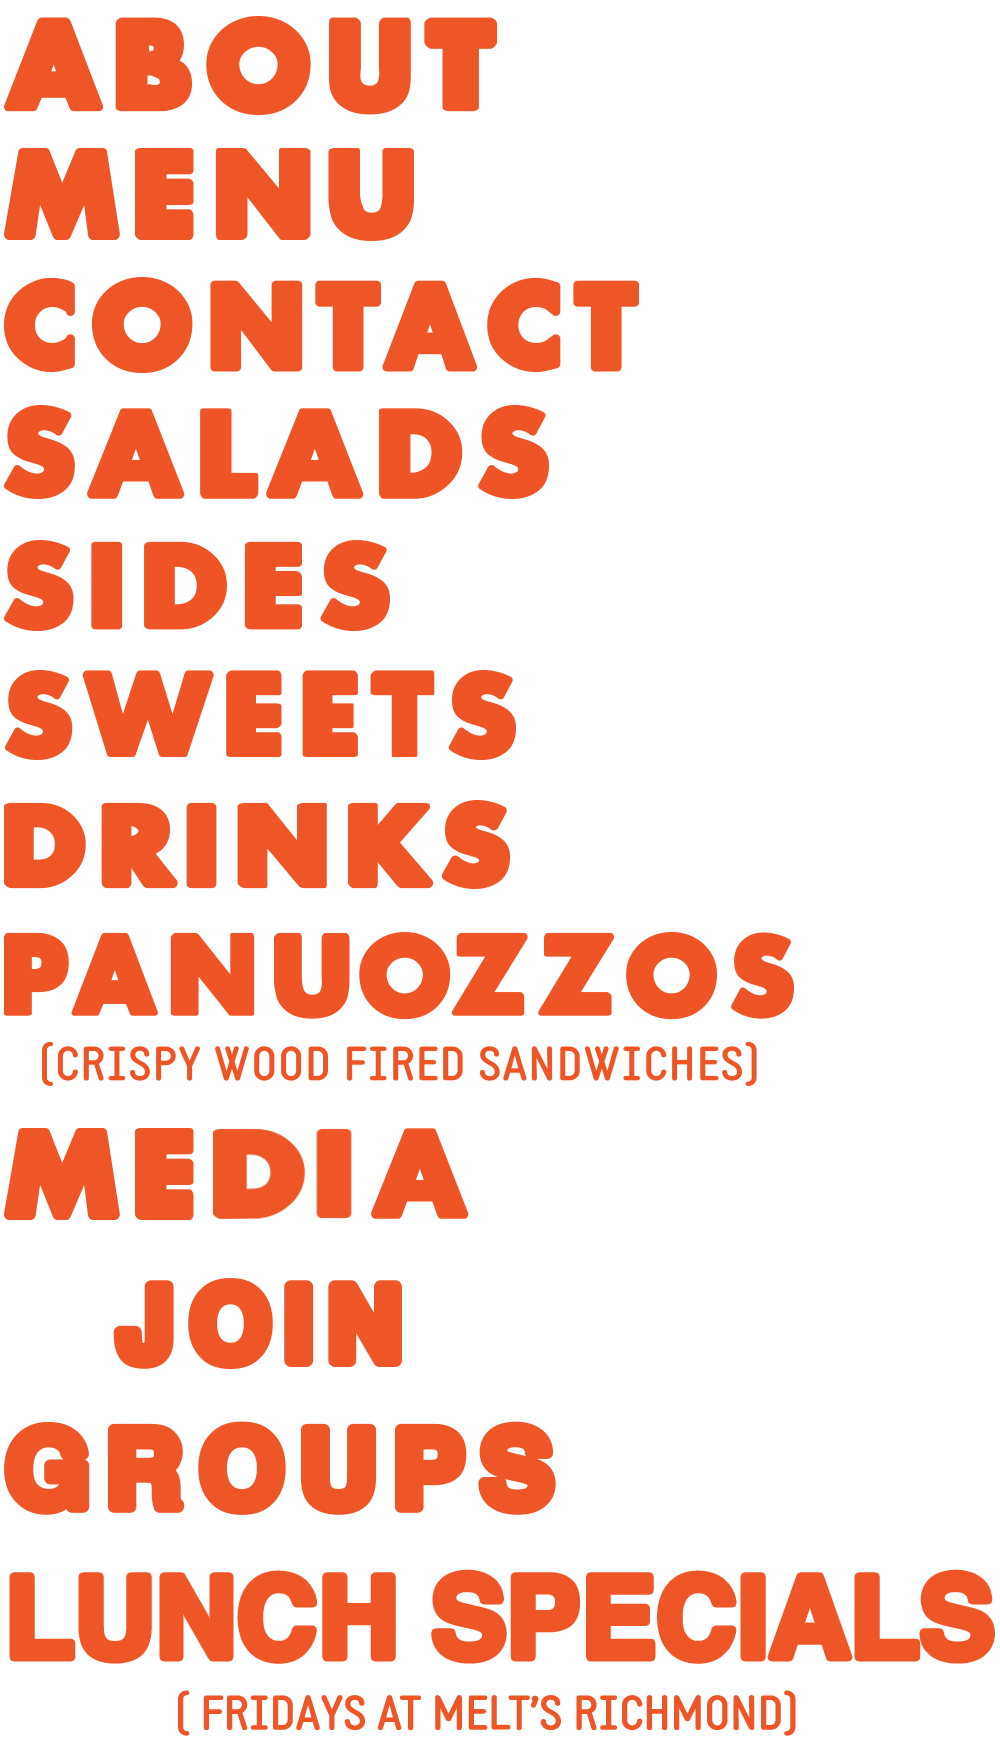 ABOUT
MENU
CONTACT
SALADS
SIDES
SWEETS
DRINKS
PANUOZZOS
(CRISPY WOOD FIRED SANDWICHES)
MEDIA
JOIN
GROUPS
LUNCH SPECIALS
( FRIDAYS AT MELT'S RICHMOND)